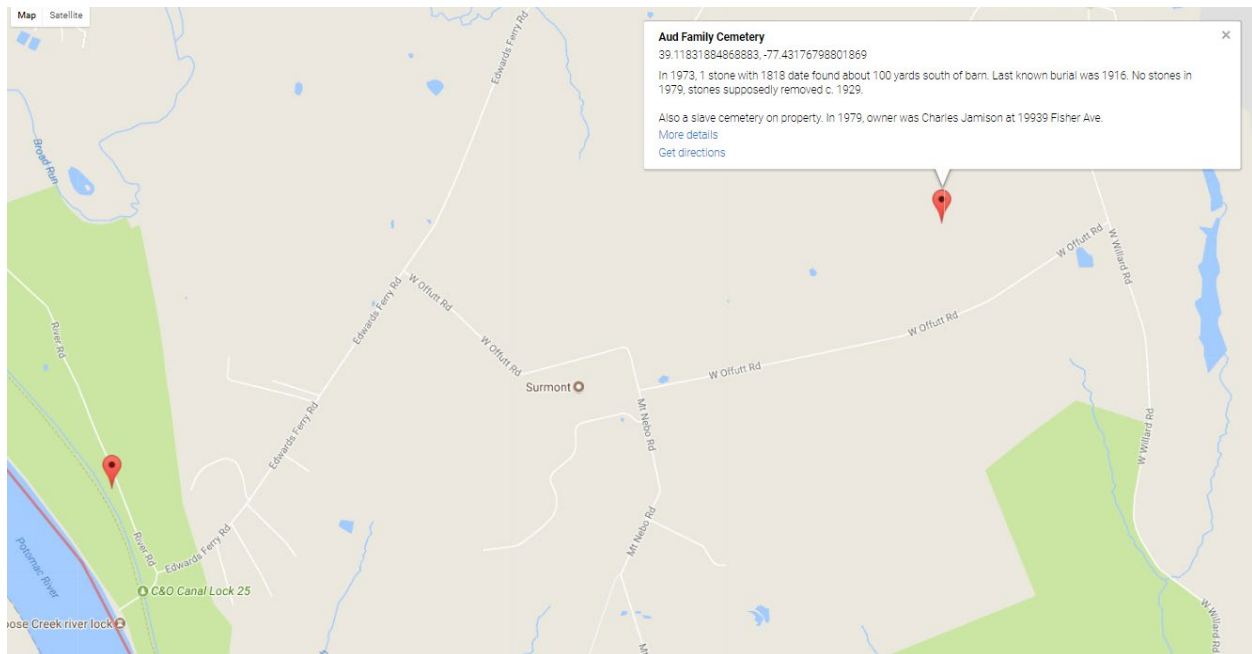 Map Satellite
Edwards Ferry Rd
Aud Family Cemetery
39.11831884868883, -77.43176798801869
In 1973, 1 stone with 1818 date found about 100 yards south of barn. Last known burial was 1916. No stones in
1979, stones supposedly removed c. 1929.
Also a slave cemetery on property. In 1979, owner was Charles Jamison at 19939 Fisher Ave.
More details
Get directions
Broad Run
W Offutt Rd
W Willard Rd
W Offutt Rd
Edwards Ferry Rd
W Offutt Rd
River Rd
W Offutt Rd
W Offutt Rd
Surmont
Mt Nebo Rd
Edwards Ferry Rd
W Willard Rd
River Rd
Edwards Ferry Rd
Mt Nebo Rd
Potomac River
C&O Canal Lock 25
oose Creek river lock
W Willard Rd
Mt